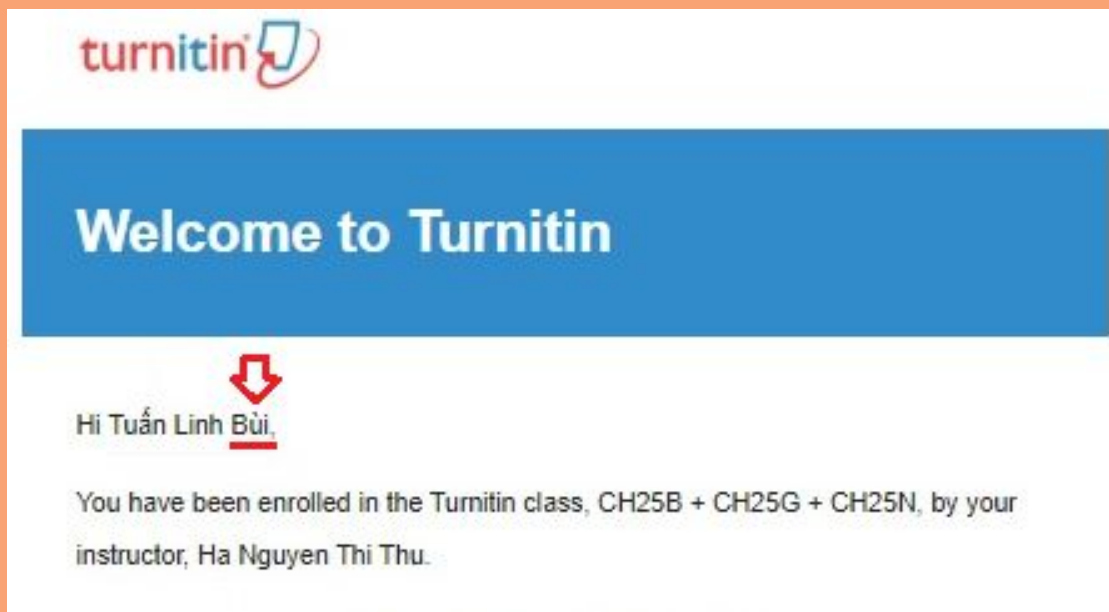 turnitin
Welcome to Turnitin
Hi Tuấn Linh Bùi,
You have been enrolled in the Turnitin class, CH25B + CH25G + CH25N, by your
instructor, Ha Nguyen Thi Thu.